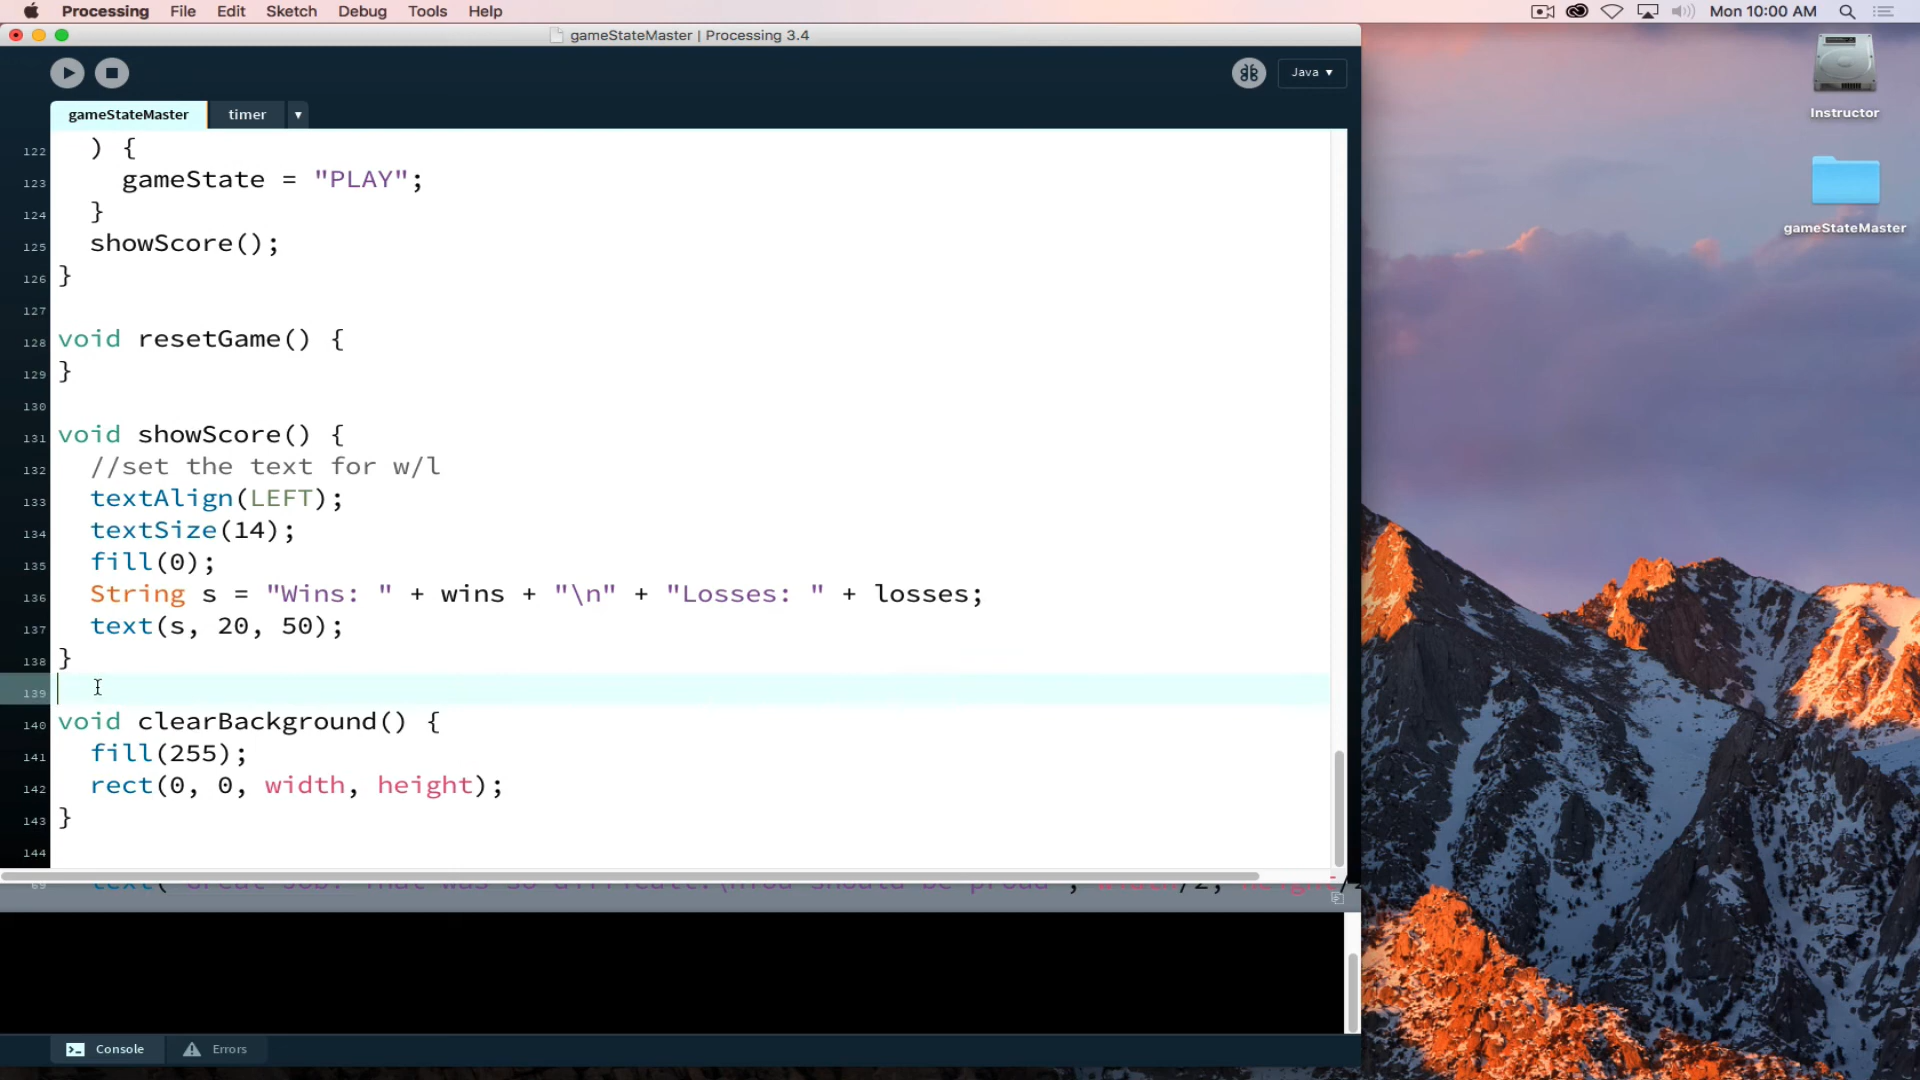 Processing File Edit Sketch Debug Tools Help Mon 10:00 AM
gameStateMaster | Processing 3.4
Java ▾
gameStateMaster timer ▾
122 ) {
123 gameState = "PLAY";
124 }
125 showScore();
126 }
127
128 void resetGame() {
129 }
130
131 void showScore() {
132 //set the text for w/l
133 textAlign(LEFT);
134 textSize(14);
135 fill(0);
136 String s = "Wins: " + wins + "\n" + "Losses: " + losses;
137 text(s, 20, 50);
138 }
139
140 void clearBackground() {
141 fill(255);
142 rect(0, 0, width, height);
143 }
144
Console Errors
Instructor
gameStateMaster